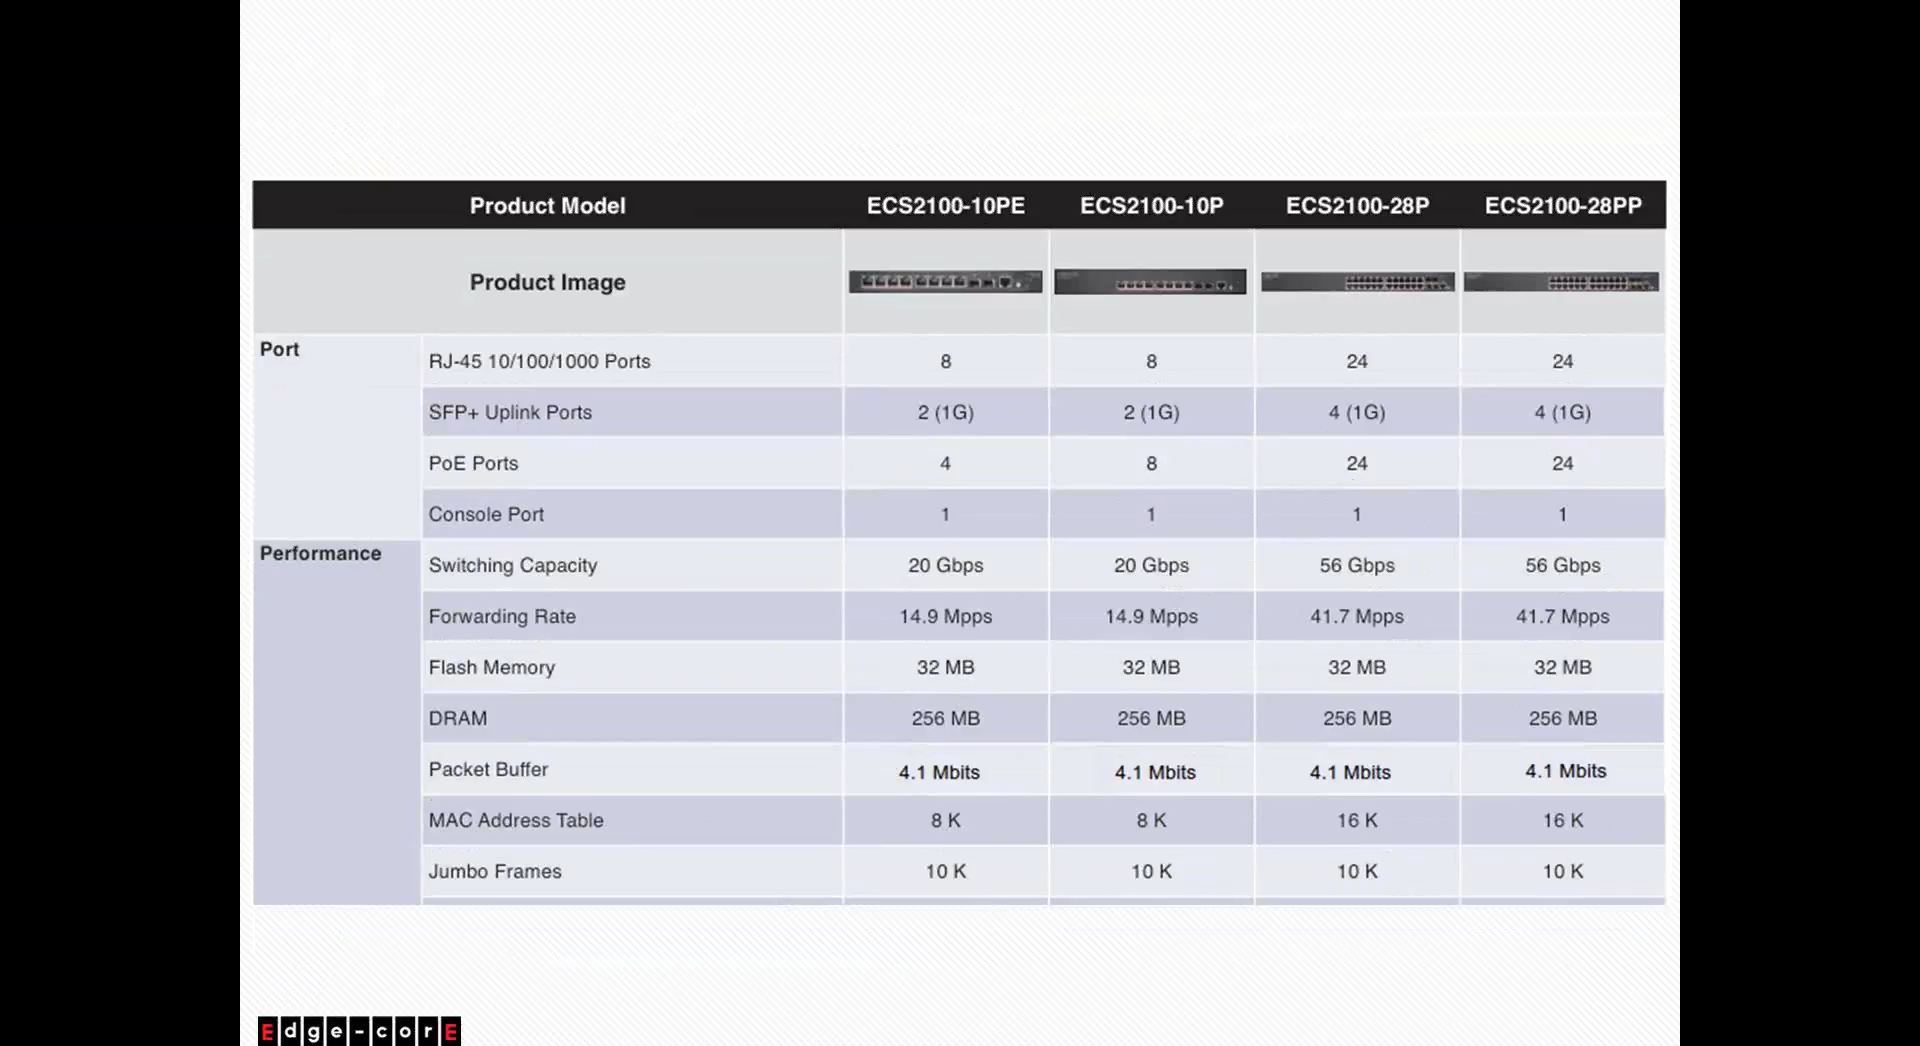 Product Model ECS2100-10PE ECS2100-10P ECS2100-28P ECS2100-28PP
Product Image
Port
RJ-45 10/100/1000 Ports 8 8 24 24
SFP+ Uplink Ports 2 (1G) 2 (1G) 4 (1G) 4 (1G)
PoE Ports 4 8 24 24
Console Port 1 1 1 1
Performance
Switching Capacity 20 Gbps 20 Gbps 56 Gbps 56 Gbps
Forwarding Rate 14.9 Mpps 14.9 Mpps 41.7 Mpps 41.7 Mpps
Flash Memory 32 MB 32 MB 32 MB 32 MB
DRAM 256 MB 256 MB 256 MB 256 MB
Packet Buffer 4.1 Mbits 4.1 Mbits 4.1 Mbits 4.1 Mbits
MAC Address Table 8 K 8 K 16 K 16 K
Jumbo Frames 10 K 10 K 10 K 10 K
Edge-corE